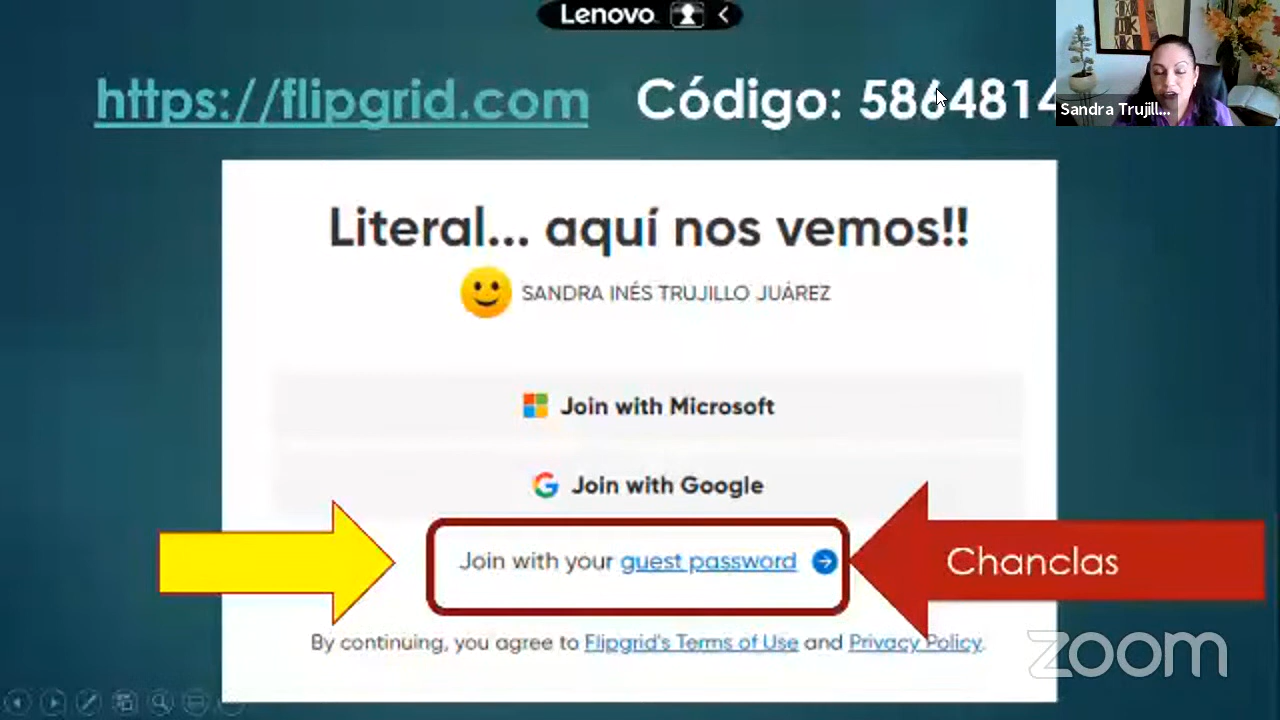 Lenovo
https://flipgrid.com Código: 5864814
Sandra Trujill...
Literal... aquí nos vemos!!
SANDRA INÉS TRUJILLO JUÁREZ
Join with Microsoft
Join with Google
Join with your guest password
Chanclas
By continuing, you agree to Flipgrid's Terms of Use and Privacy Policy.
zoom